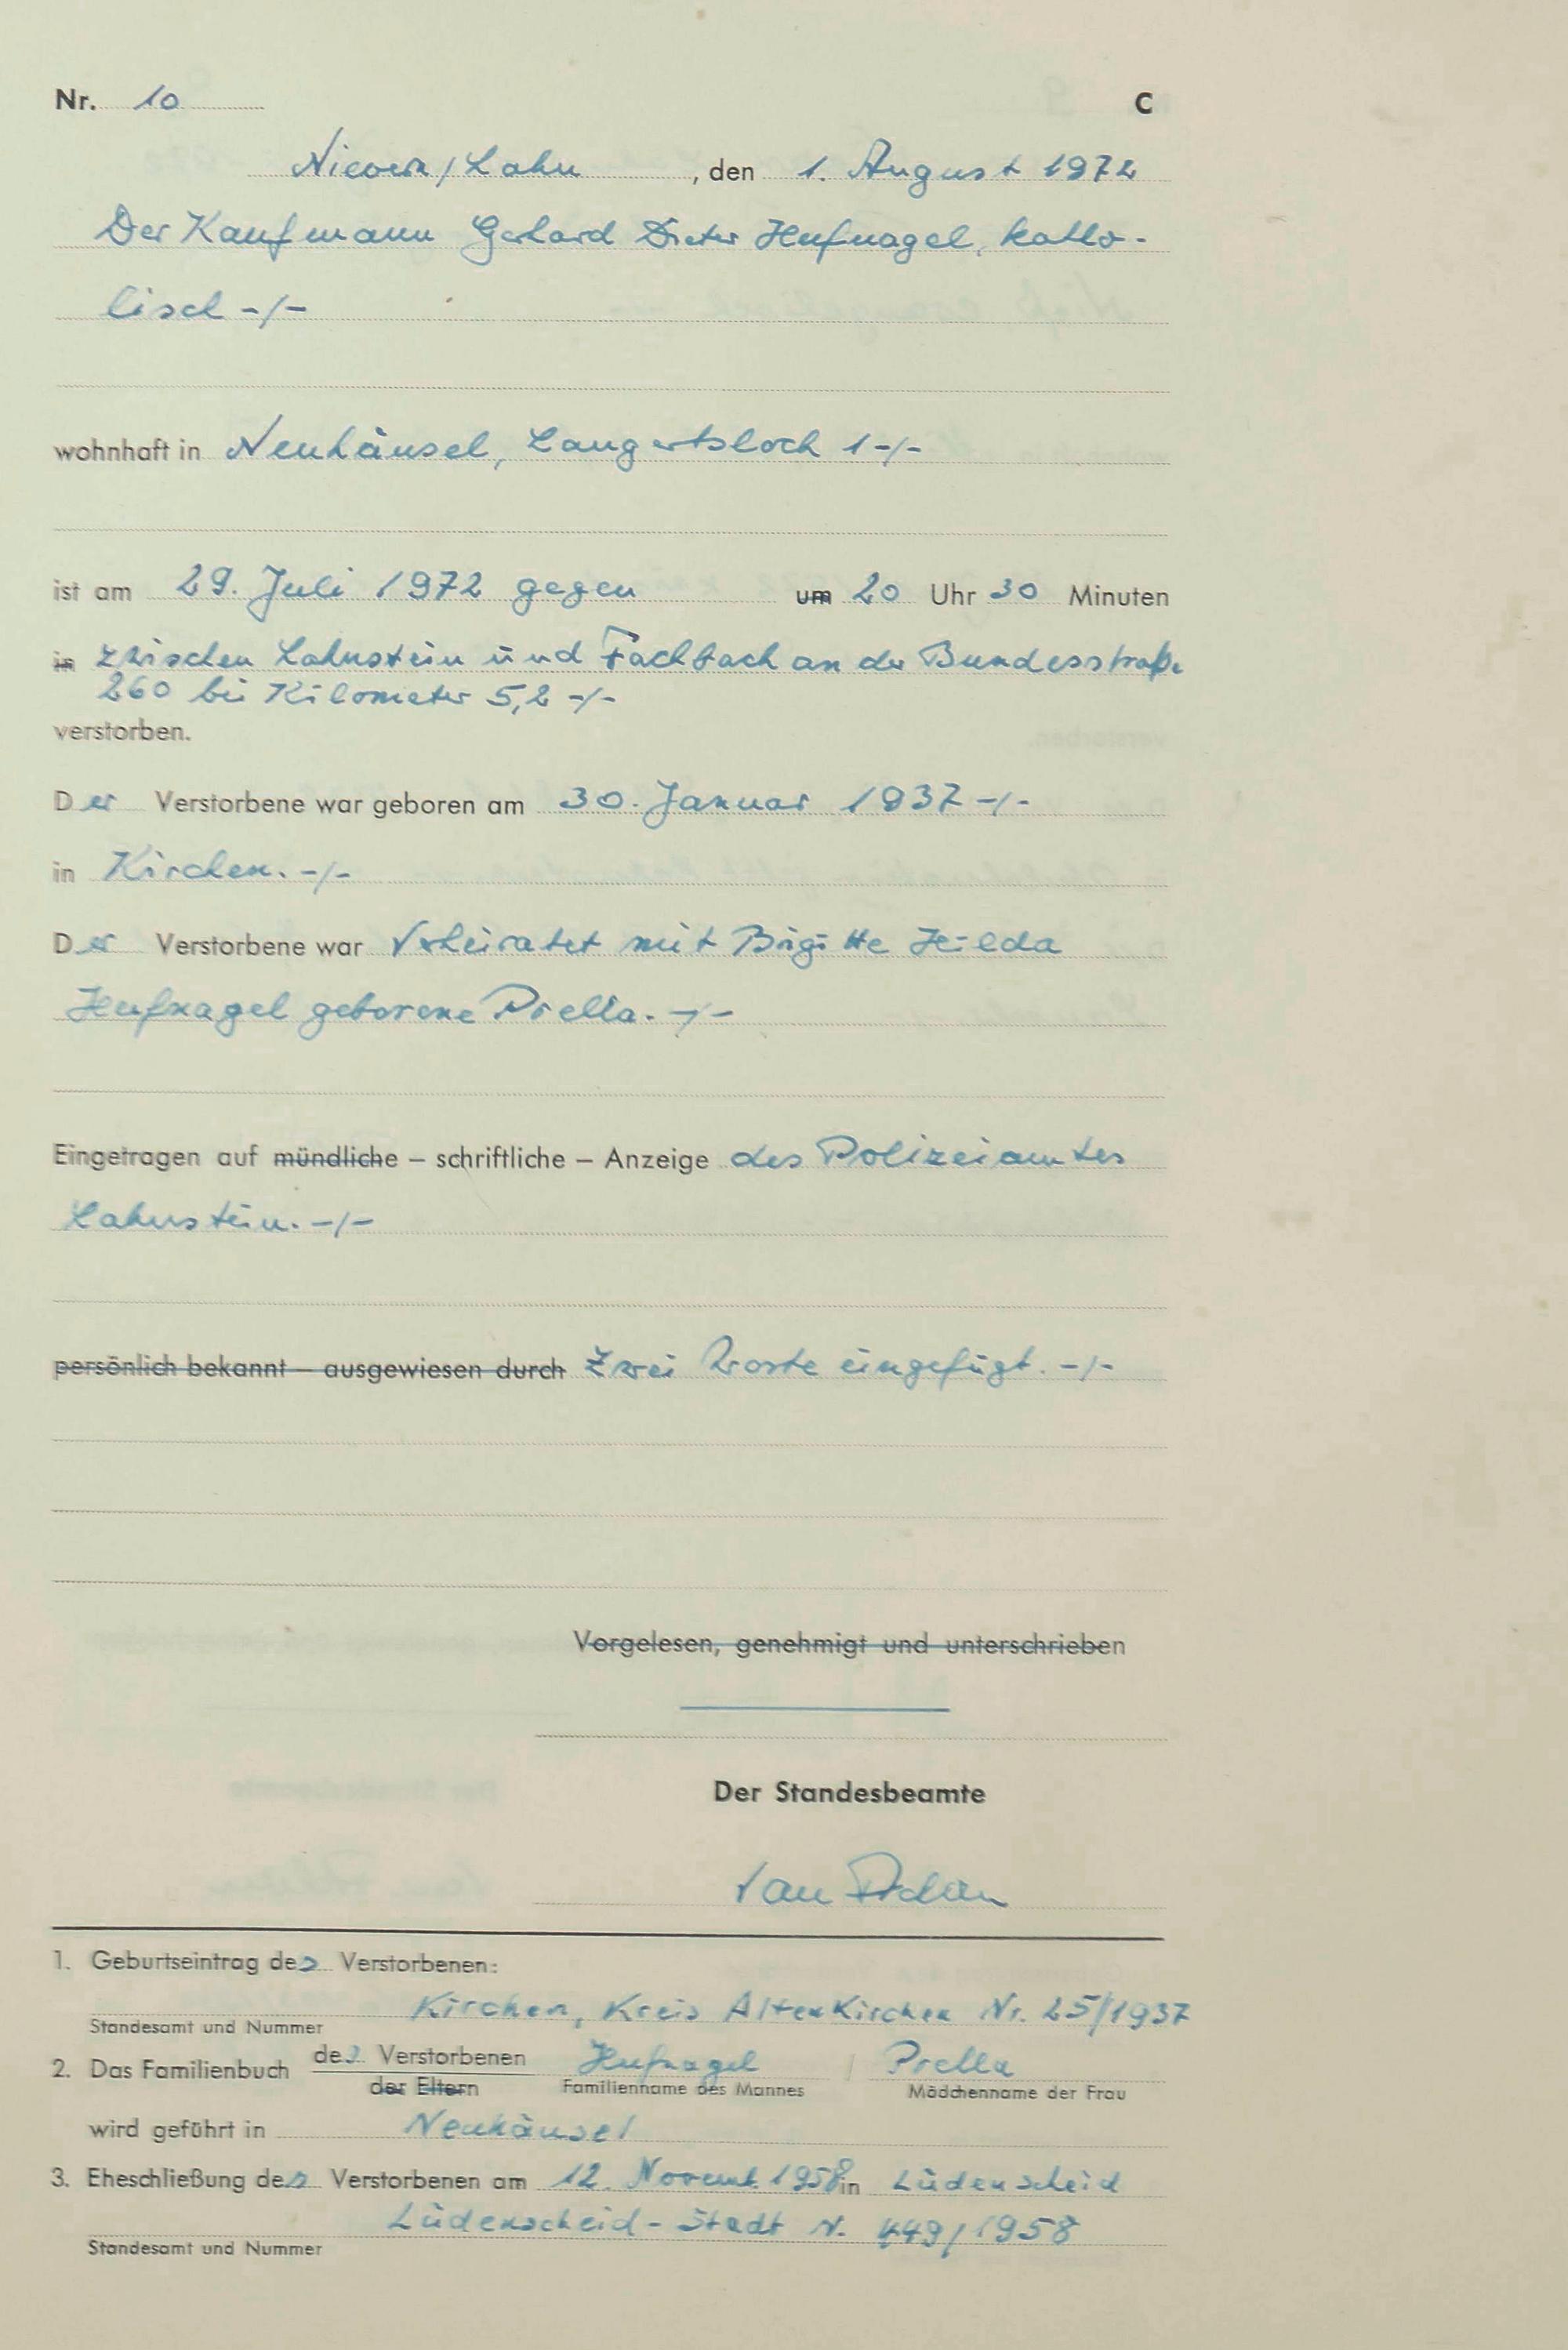 Nr. 10 C
Nievern/Lahn, den 1. August 1972
Der Kaufmann Gerhard Dieter Hufnagel, katho-
lisch -/-
wohnhaft in Neuhäusel, Langertsloch 1 -/-
ist am 29. Juli 1972 gegen um 20 Uhr 30 Minuten
in zwischen Lahnstein und Fachbach an der Bundesstraße
260 bei Kilometer 5,2 -/-
verstorben.
Der Verstorbene war geboren am 30. Januar 1937 -/-
in Kirchen. -/-
Der Verstorbene war verheiratet mit Brigitte Hilda
Hufnagel geborene Prella. -/-
Eingetragen auf mündliche – schriftliche – Anzeige des Polizeiamtes
Lahnstein. -/-
persönlich bekannt – ausgewiesen durch Zwei Worte eingefügt. -/-
Vorgelesen, genehmigt und unterschrieben
Der Standesbeamte
1. Geburtseintrag des Verstorbenen:
Kirchen, Kreis Altenkirchen Nr. 25/1937
Standesamt und Nummer
2. Das Familienbuch des Verstorbenen Hufnagel / Prella
der Eltern Familienname des Mannes Mädchenname der Frau
wird geführt in Neuhäusel
3. Eheschließung des Verstorbenen am 12. Novemb. 1958 in Lüdenscheid
Lüdenscheid-Stadt N. 449/1958
Standesamt und Nummer